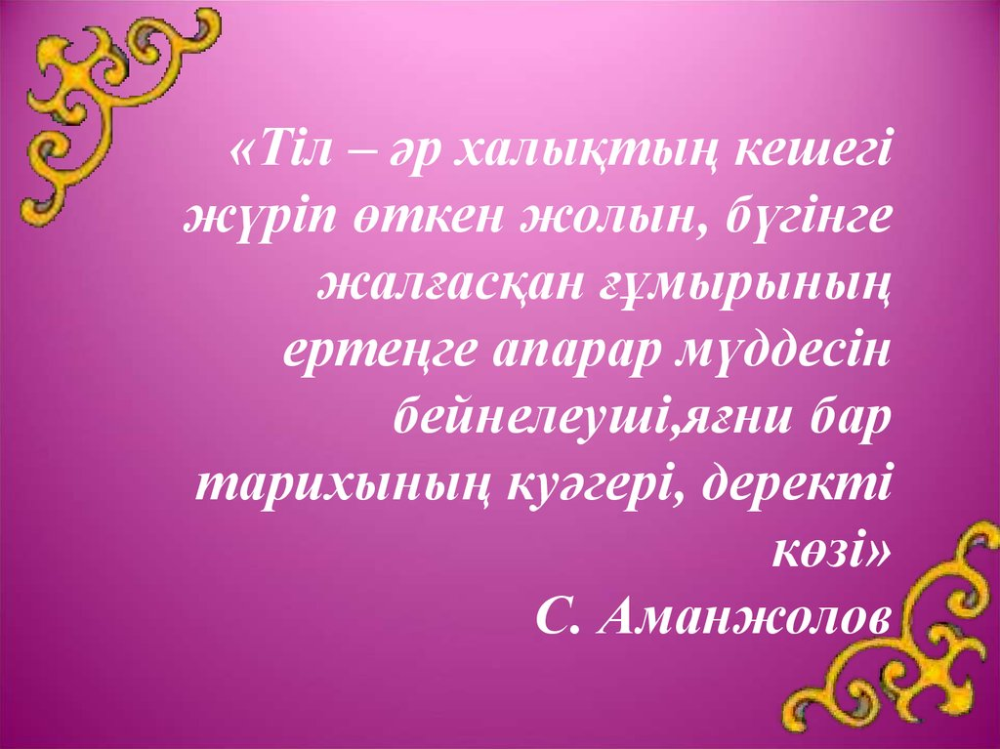 «Тіл – әр халықтың кешегі
жүріп өткен жолын, бүгінге
жалғасқан ғұмырының
ертеңге апарар мүддесін
бейнелеуші,яғни бар
тарихының куәгері, деректі
көзі»
С. Аманжолов